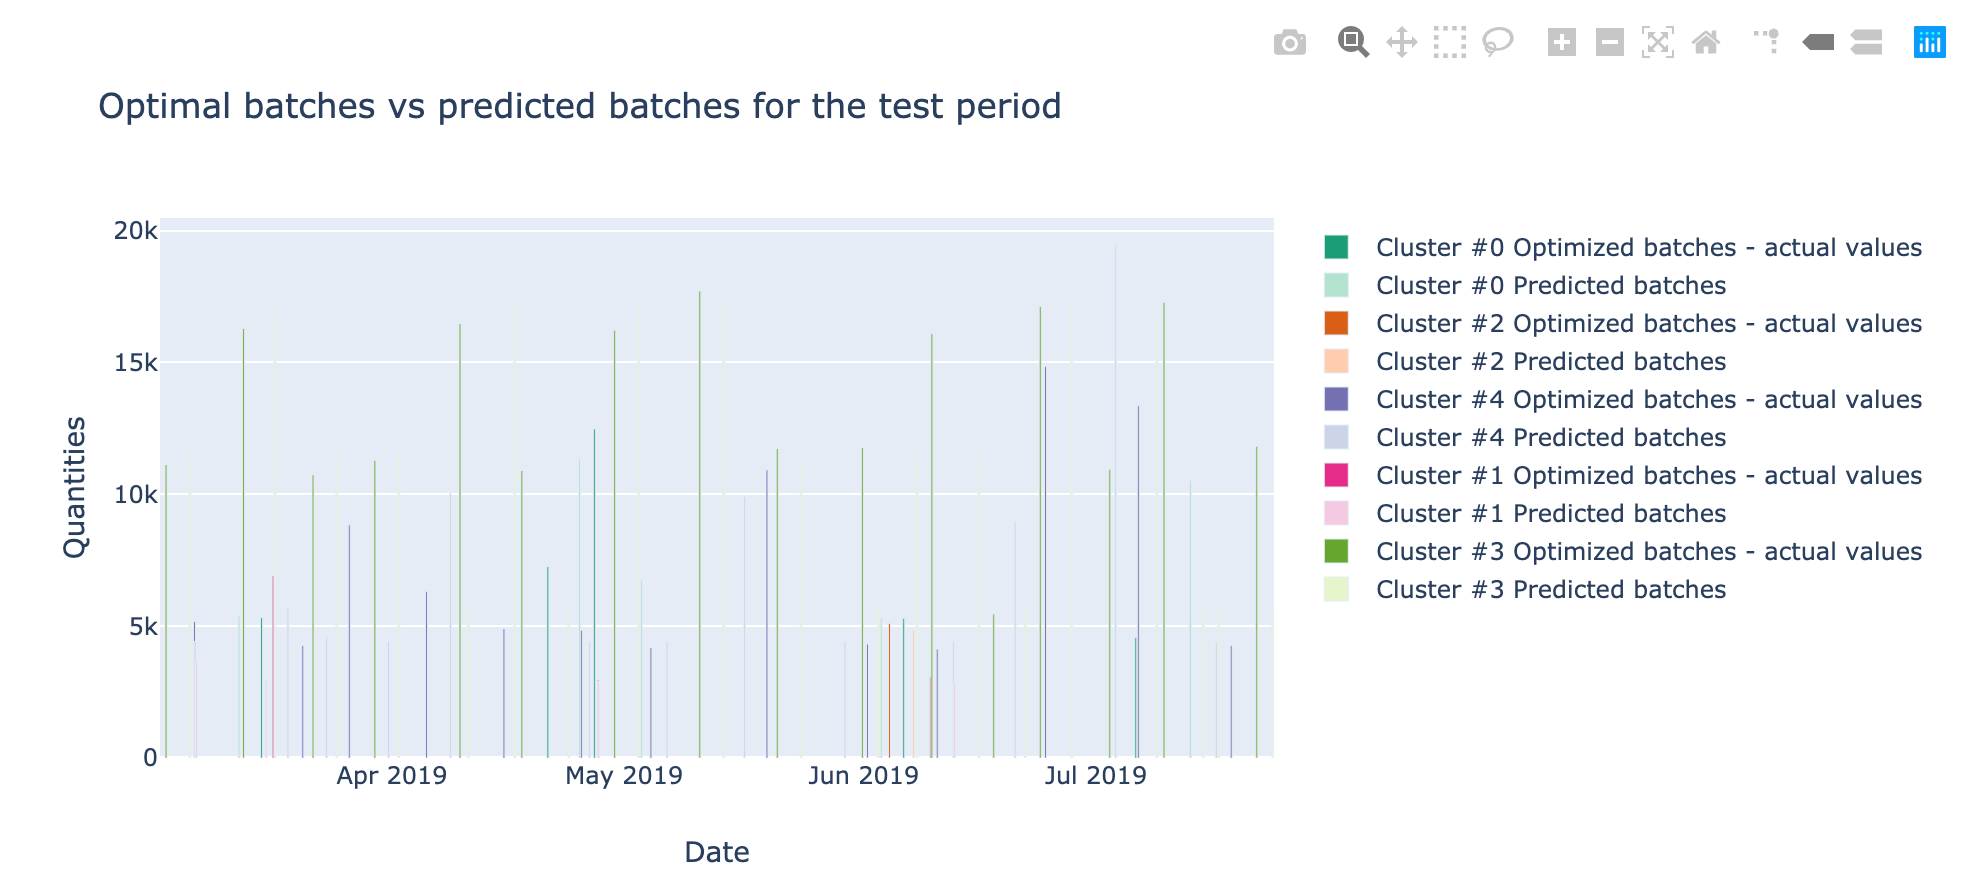 Optimal batches vs predicted batches for the test period
20k
15k
10k
5k
0
Quantities
Apr 2019
May 2019
Jun 2019
Jul 2019
Date
Cluster #0 Optimized batches - actual values
Cluster #0 Predicted batches
Cluster #2 Optimized batches - actual values
Cluster #2 Predicted batches
Cluster #4 Optimized batches - actual values
Cluster #4 Predicted batches
Cluster #1 Optimized batches - actual values
Cluster #1 Predicted batches
Cluster #3 Optimized batches - actual values
Cluster #3 Predicted batches